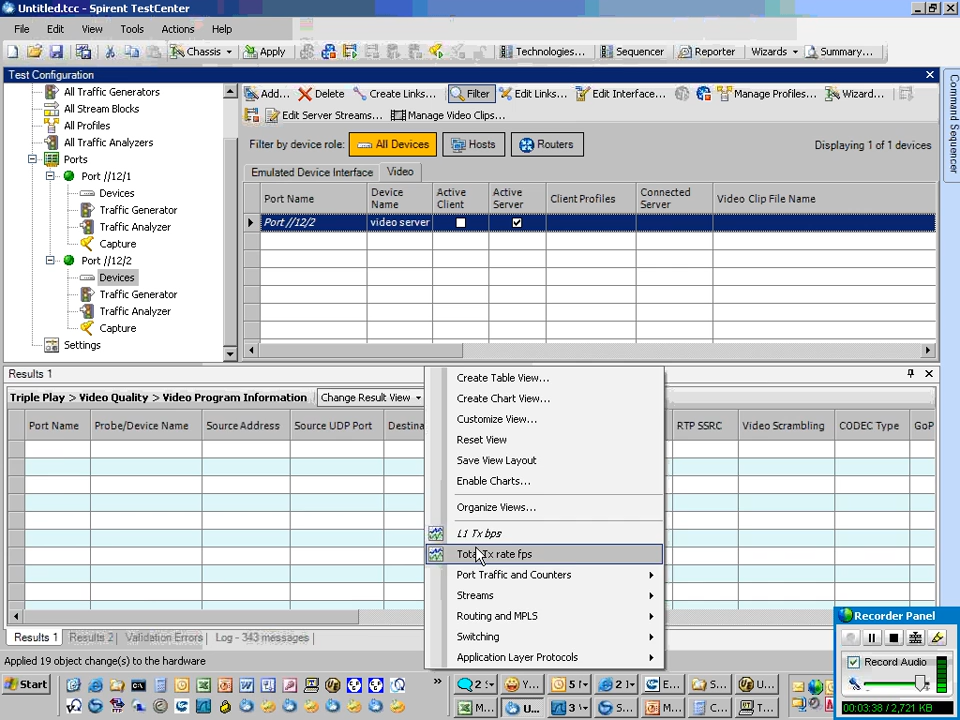 Untitled.tcc - Spirent TestCenter
File Edit View Tools Actions Help
Chassis Apply Technologies... Sequencer Reporter Wizards Summary...
Test Configuration
All Traffic Generators
All Stream Blocks
All Profiles
All Traffic Analyzers
Ports
Port //12/1
Devices
Traffic Generator
Traffic Analyzer
Capture
Port //12/2
Devices
Traffic Generator
Traffic Analyzer
Capture
Settings
Add... Delete Create Links... Filter Edit Links... Edit Interface... Manage Profiles... Wizard...
Edit Server Streams... Manage Video Clips...
Filter by device role: All Devices Hosts Routers Displaying 1 of 1 devices
Emulated Device Interface Video
Port Name Device Name Active Client Active Server Client Profiles Connected Server Video Clip File Name
Port //12/2 video server
Command Sequencer
Results 1
Triple Play > Video Quality > Video Program Information Change Result View
Port Name Probe/Device Name Source Address Source UDP Port Destina RTP SSRC Video Scrambling CODEC Type GoP
Create Table View...
Create Chart View...
Customize View...
Reset View
Save View Layout
Enable Charts...
Organize Views...
L1 Tx bps
Total Tx rate fps
Port Traffic and Counters
Streams
Routing and MPLS
Switching
Application Layer Protocols
Results 1 Results 2 Validation Errors Log - 343 messages
Applied 19 object change(s) to the hardware
Recorder Panel
Record Audio
00:03:38 / 2,721 KB
Start